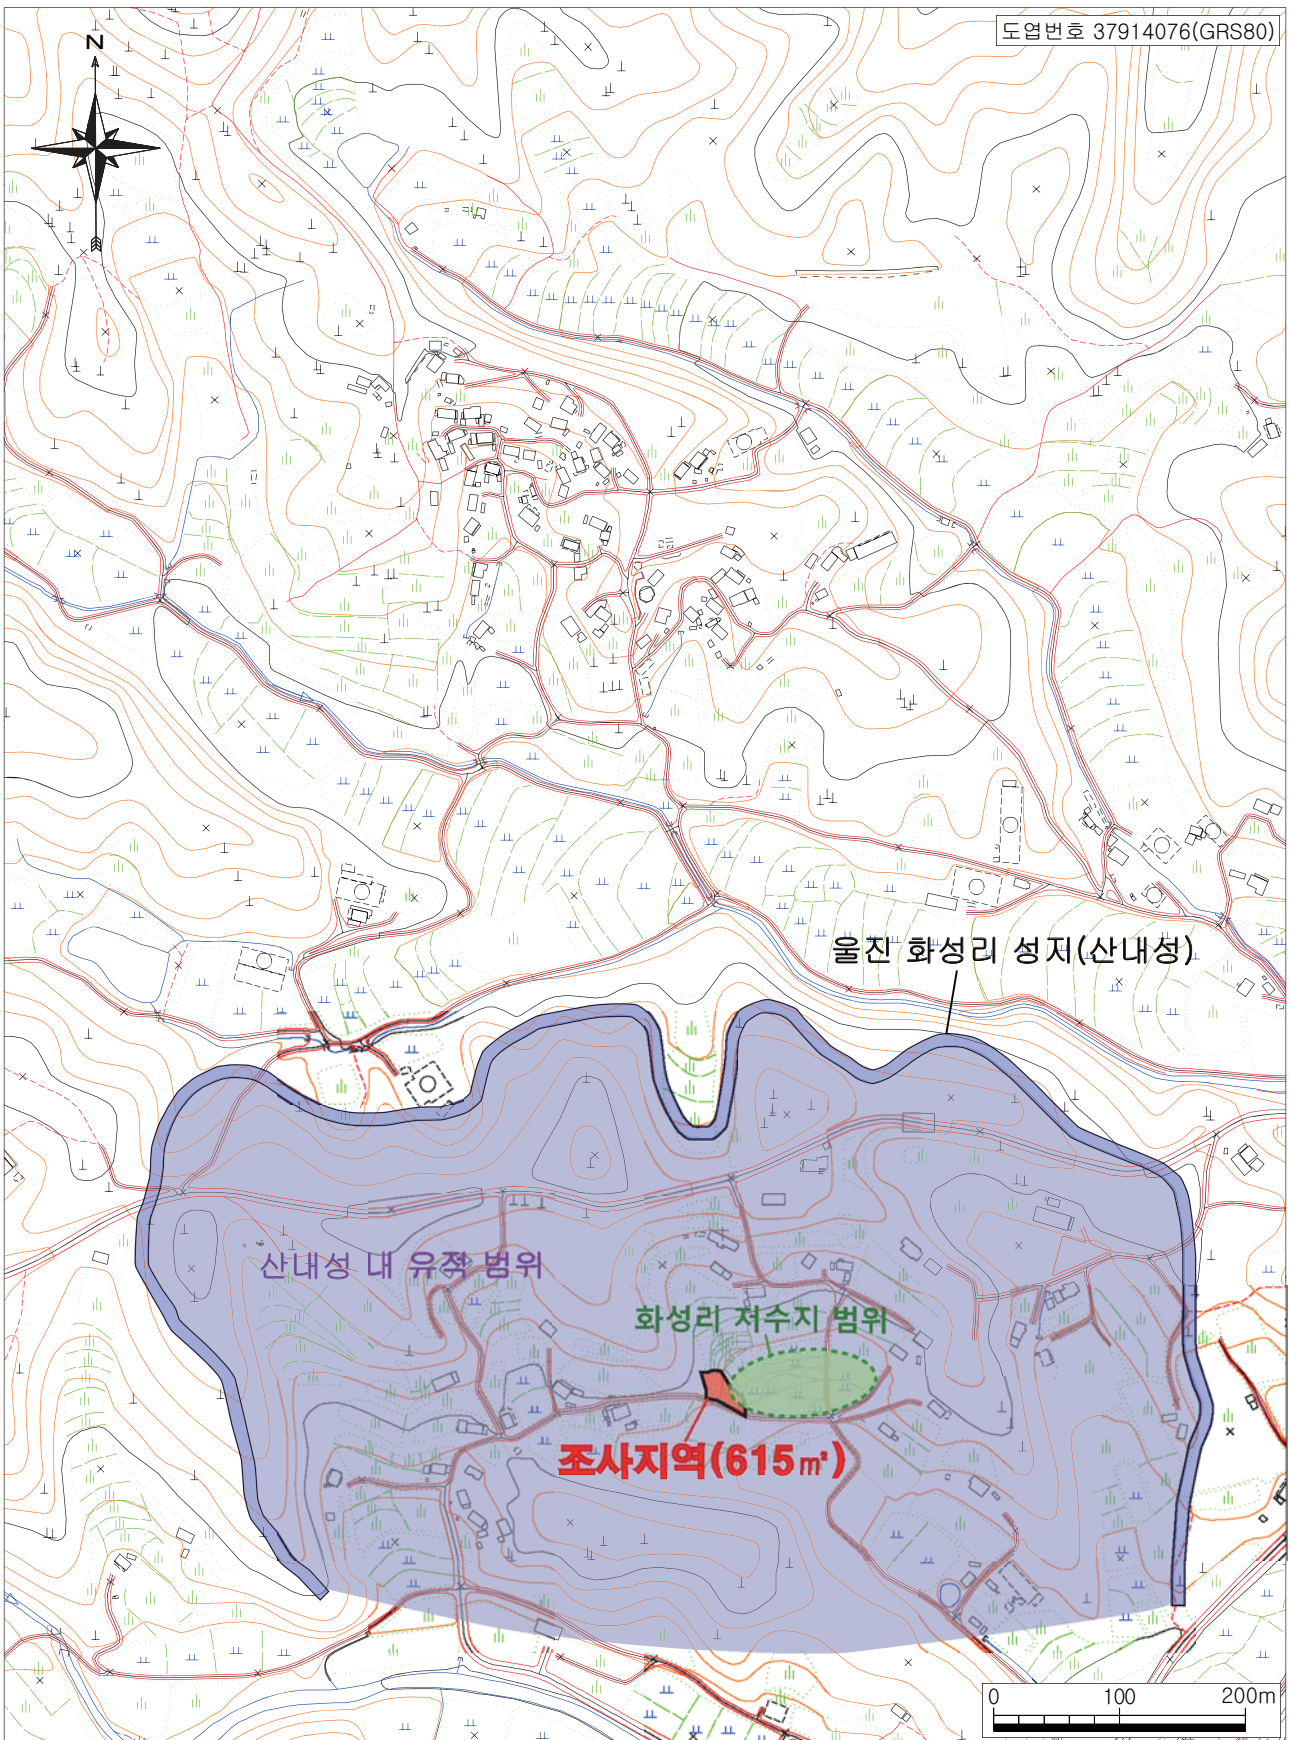 도엽번호 37914076(GRS80)
N
울진 화성리 성지(산내성)
산내성 내 유적 범위
화성리 저수지 범위
조사지역(615㎡)
0 100 200m